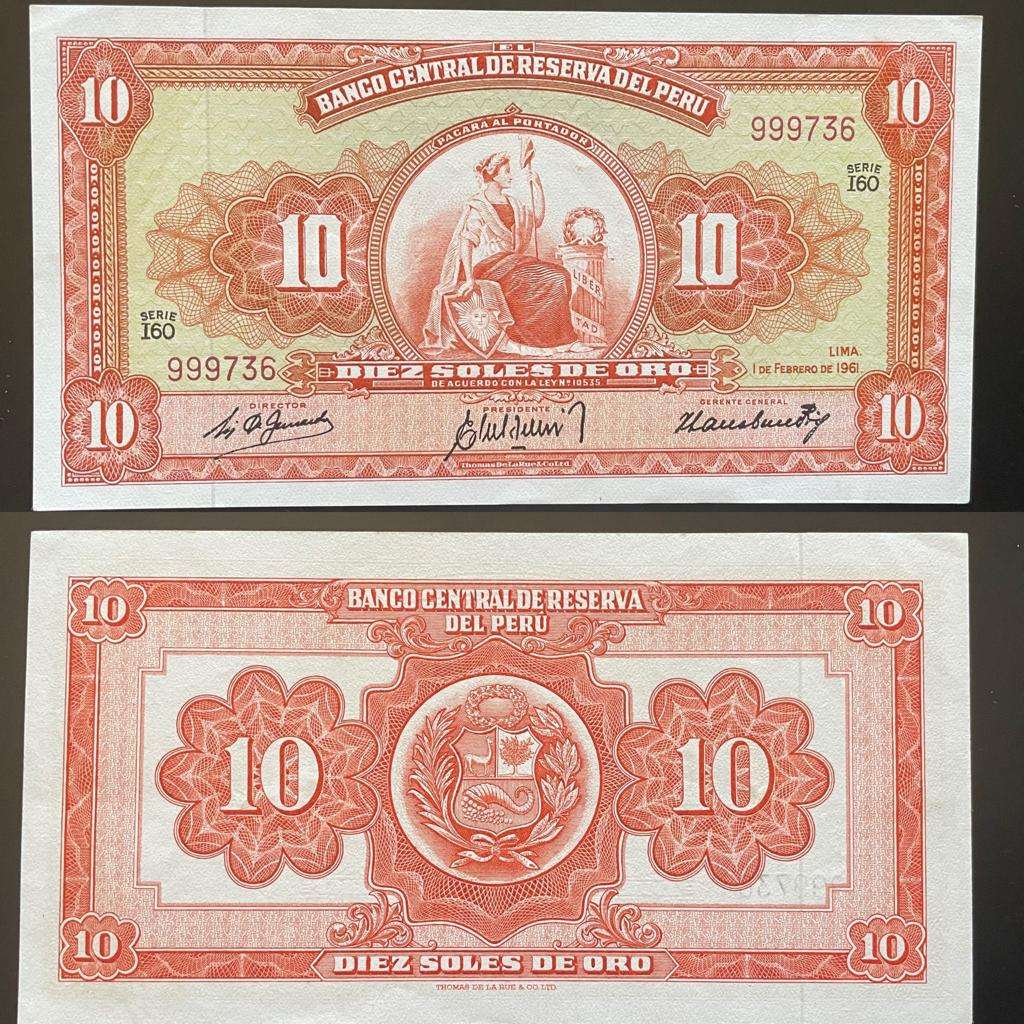 EL
BANCO CENTRAL DE RESERVA DEL PERU
10
10
PAGARA AL PORTADOR
999736
SERIE
I60
10
10
LIBER
TAD
SERIE
I60
999736
DIEZ SOLES DE ORO
DE ACUERDO CON LA LEY Nº 10535
LIMA.
1 DE FEBRERO DE 1961
10
10
DIRECTOR
PRESIDENTE
GERENTE GENERAL
Thomas De La Rue & Co. Ltd.
10
10
BANCO CENTRAL DE RESERVA
DEL PERU
10
10
10
10
DIEZ SOLES DE ORO
THOMAS DE LA RUE & CO. LTD.